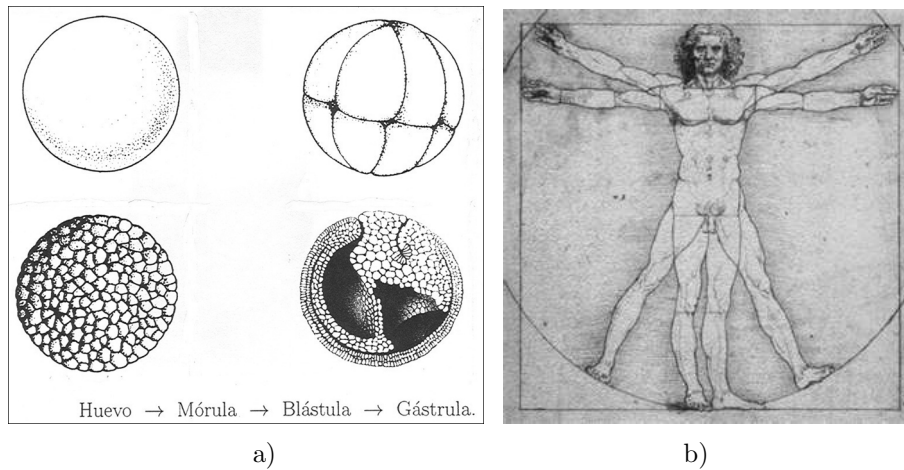 Huevo → Mórula → Blástula → Gástrula.
a)
b)